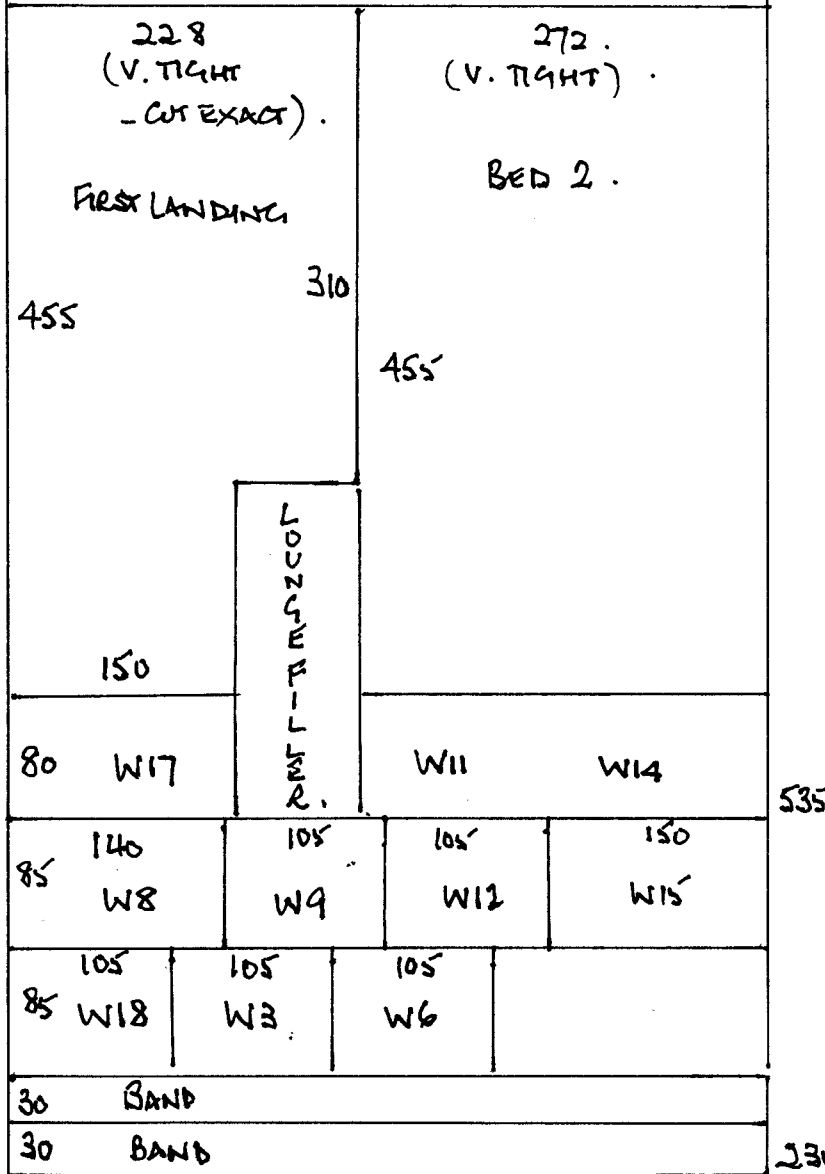 228
(V. TIGHT
- CUT EXACT).
FIRST LANDING
272.
(V. TIGHT).
BED 2.
310
455
455
LOUNGE FILLER.
150
80 W17
W11 W14
535
140 105 105 150
85 W8 W9 W12 W15
105 105 105
85 W18 W3 W6
30 BAND
30 BAND